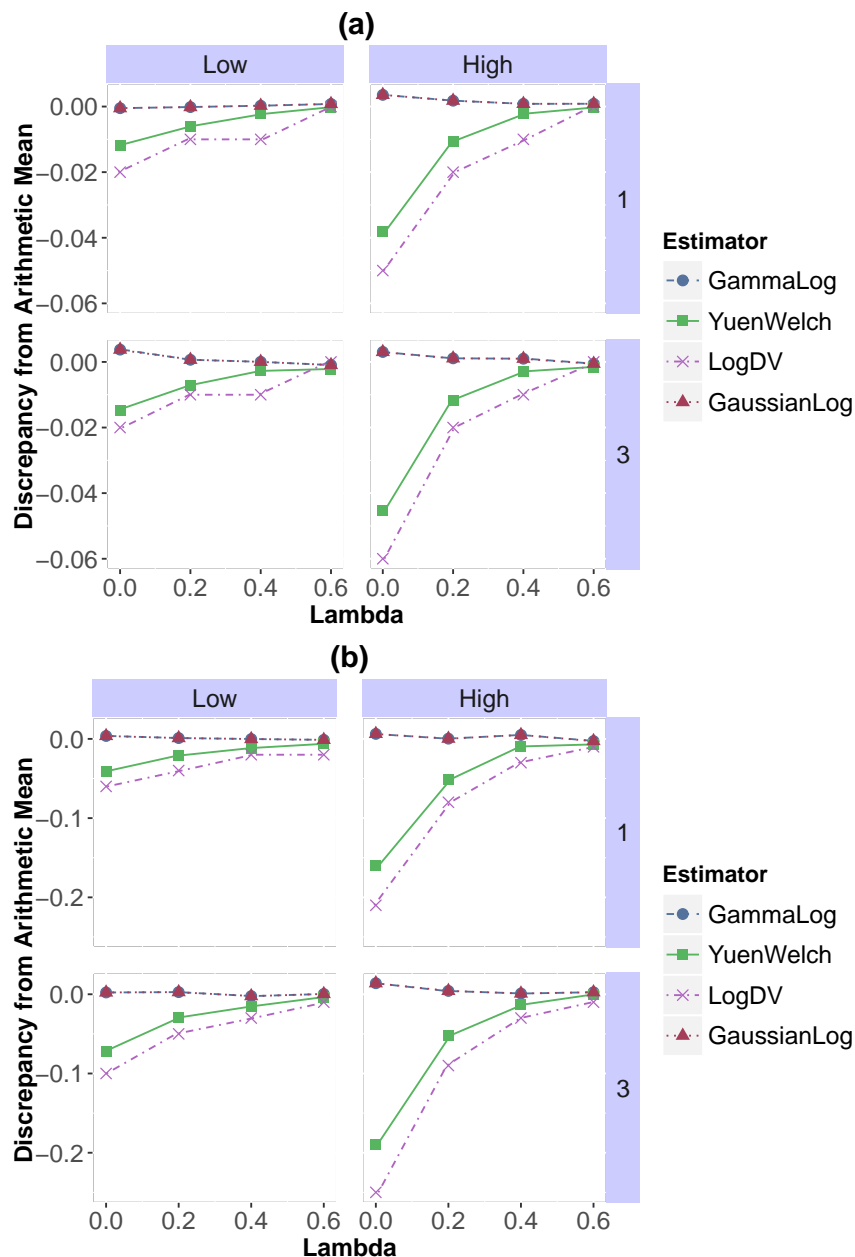 (a)
Low
High
0.00
−0.02
−0.04
−0.06
1
0.00
−0.02
−0.04
−0.06
3
0.0 0.2 0.4 0.6
0.0 0.2 0.4 0.6
Discrepancy from Arithmetic Mean
Lambda
Estimator
GammaLog
YuenWelch
LogDV
GaussianLog
(b)
Low
High
0.0
−0.1
−0.2
1
0.0
−0.1
−0.2
3
0.0 0.2 0.4 0.6
0.0 0.2 0.4 0.6
Discrepancy from Arithmetic Mean
Lambda
Estimator
GammaLog
YuenWelch
LogDV
GaussianLog